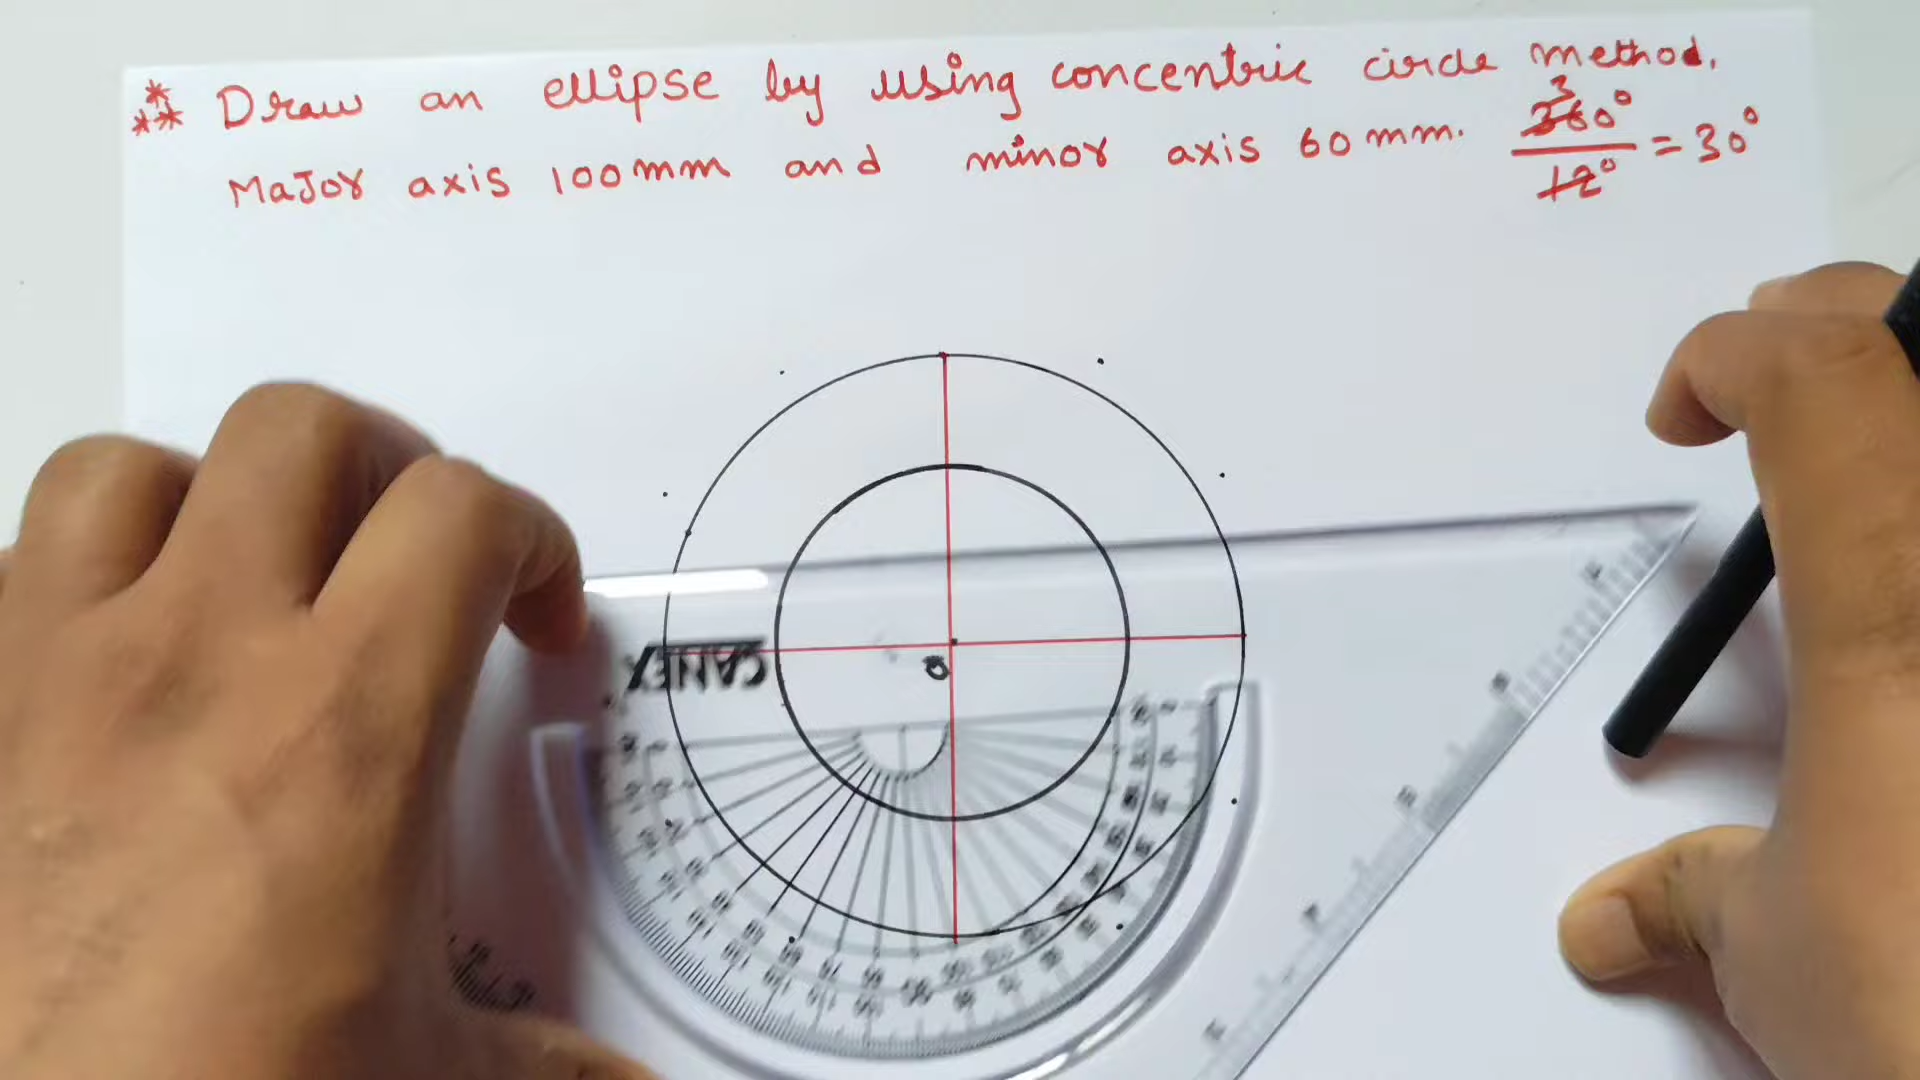 *** Draw an ellipse by using concentric circle method.
Major axis 100mm and minor axis 60mm.
3
360°
12° = 30°
CANEX
O